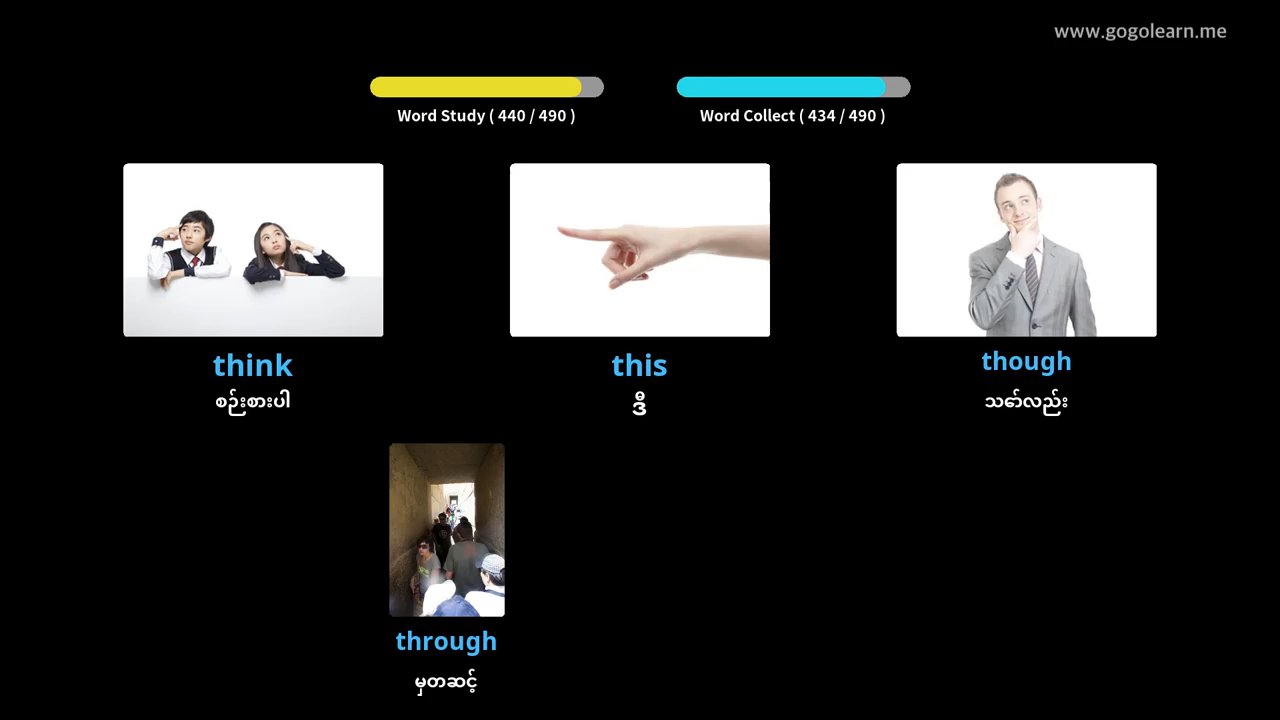 www.gogolearn.me
Word Study ( 440 / 490 )
Word Collect ( 434 / 490 )
think
စဉ်းစားပါ
this
ဒီ
though
သော်လည်း
through
မှတဆင့်